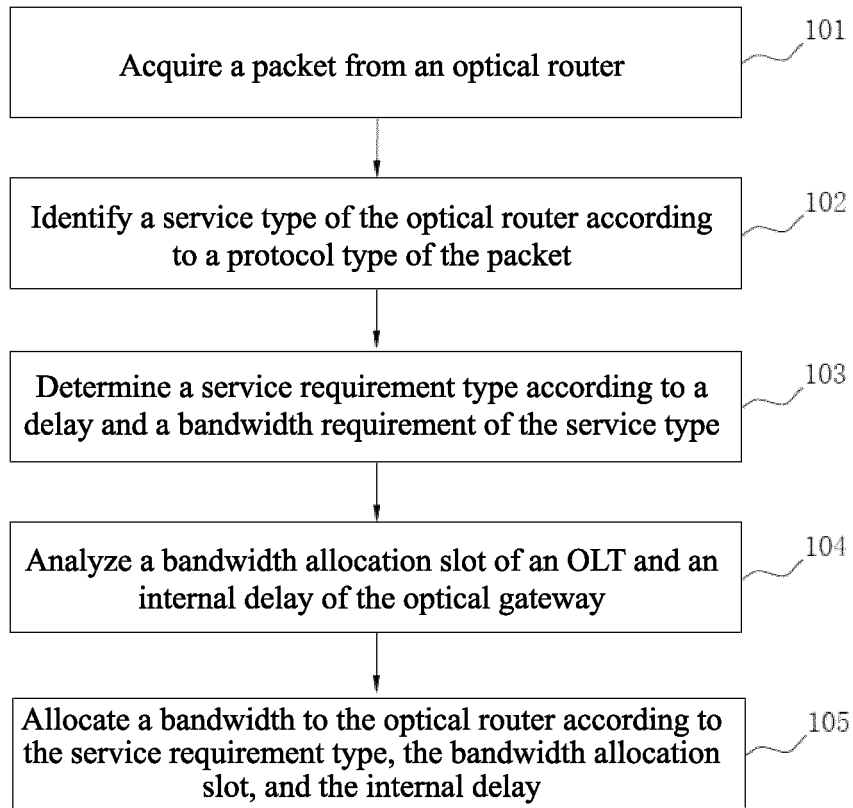 Acquire a packet from an optical router
101
Identify a service type of the optical router according
to a protocol type of the packet
102
Determine a service requirement type according to a
delay and a bandwidth requirement of the service type
103
Analyze a bandwidth allocation slot of an OLT and an
internal delay of the optical gateway
104
Allocate a bandwidth to the optical router according to
the service requirement type, the bandwidth allocation
slot, and the internal delay
105